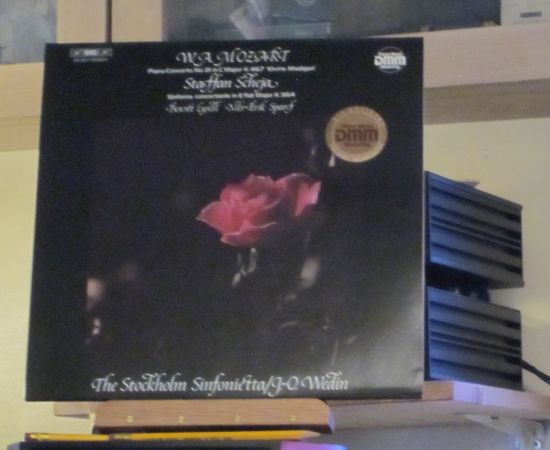 BIS
W.A. MOZART
Piano Concerto No. 21 in C Major K. 467 'Elvira Madigan'
Staffan Scheja
Sinfonia concertante in E flat Major K. 364
Bernt Lysell Nils-Erik Sparf
DMM
DMM
The Stockholm Sinfonietta/J-O Wedin